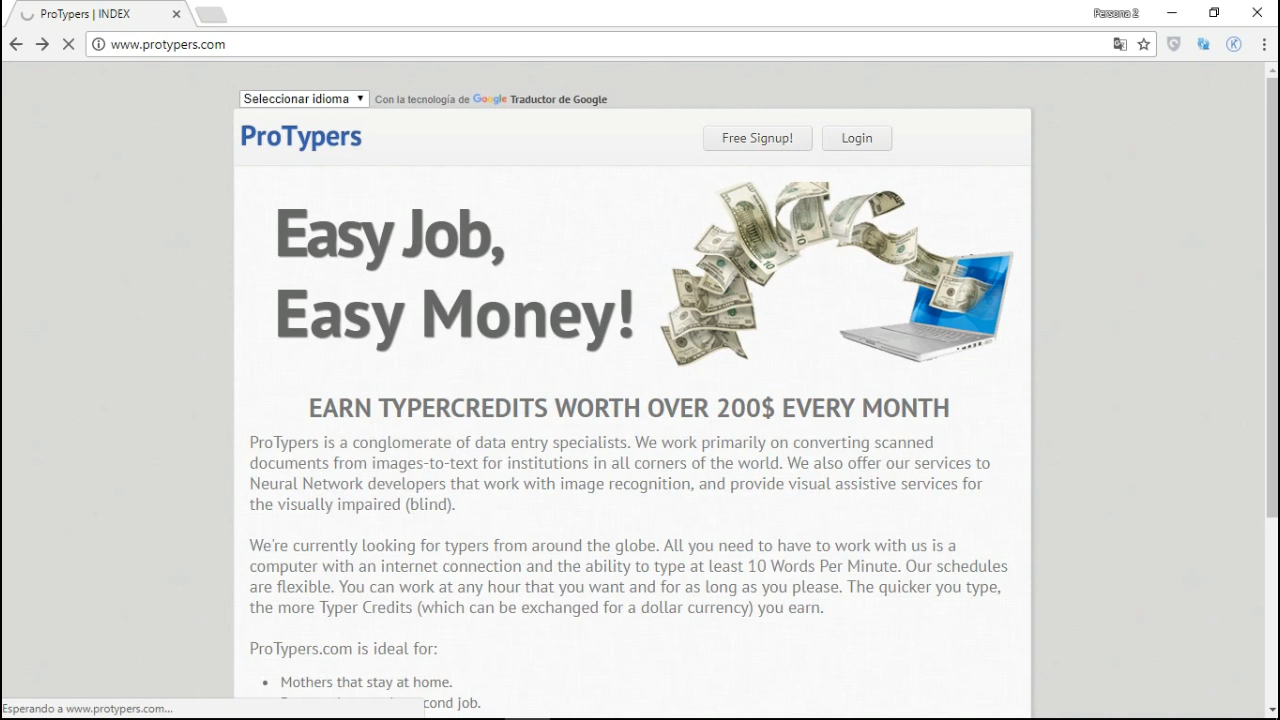 ProTypers | INDEX
Persona 2
www.protypers.com
Seleccionar idioma
Con la tecnología de Google Traductor de Google
ProTypers
Free Signup!
Login
Easy Job,
Easy Money!
EARN TYPERCREDITS WORTH OVER 200$ EVERY MONTH
ProTypers is a conglomerate of data entry specialists. We work primarily on converting scanned
documents from images-to-text for institutions in all corners of the world. We also offer our services to
Neural Network developers that work with image recognition, and provide visual assistive services for
the visually impaired (blind).
We're currently looking for typers from around the globe. All you need to have to work with us is a
computer with an internet connection and the ability to type at least 10 Words Per Minute. Our schedules
are flexible. You can work at any hour that you want and for as long as you please. The quicker you type,
the more Typer Credits (which can be exchanged for a dollar currency) you earn.
ProTypers.com is ideal for:
• Mothers that stay at home.
job.
Esperando a www.protypers.com...